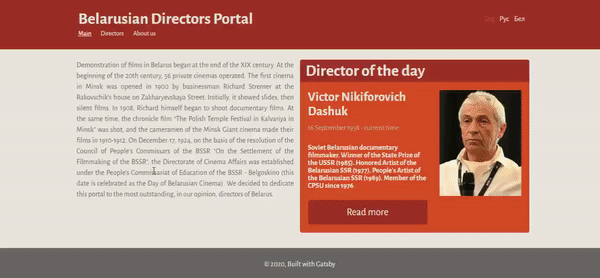 Belarusian Directors Portal
Eng Рус Бел
Main Directors About us
Demonstration of films in Belarus began at the end of the XIX century. At the
beginning of the 20th century, 56 private cinemas operated. The first cinema
in Minsk was opened in 1900 by businessman Richard Stremer at the
Rakovschik's house on Zakharyevskaya Street. Initially, it showed slides, then
silent films. In 1908, Richard himself began to shoot documentary films. At
the same time, the chronicle film "The Polish Temple Festival in Kalvariya in
Minsk" was shot, and the cameramen of the Minsk Giant cinema made their
films in 1910-1912. On December 17, 1924, on the basis of the resolution of the
Council of People's Commissars of the BSSR "On the Settlement of the
Filmmaking of the BSSR", the Directorate of Cinema Affairs was established
under the People's Commissariat of Education of the BSSR - Belgoskino (this
date is celebrated as the Day of Belarusian Cinema). We decided to dedicate
this portal to the most outstanding, in our opinion, directors of Belarus.
Director of the day
Victor Nikiforovich
Dashuk
16 September 1938 - current time
Soviet Belarusian documentary
filmmaker. Winner of the State Prize of
the USSR (1985). Honored Artist of the
Belarusian SSR (1977). People's Artist of
the Belarusian SSR (1989). Member of the
CPSU since 1976
Read more
© 2020, Built with Gatsby